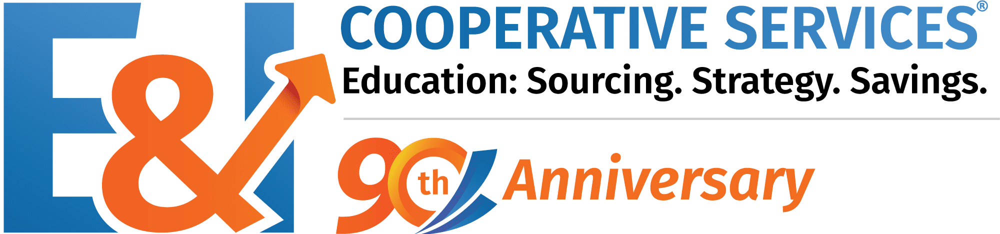 E&I
COOPERATIVE SERVICES®
Education: Sourcing. Strategy. Savings.
90th Anniversary